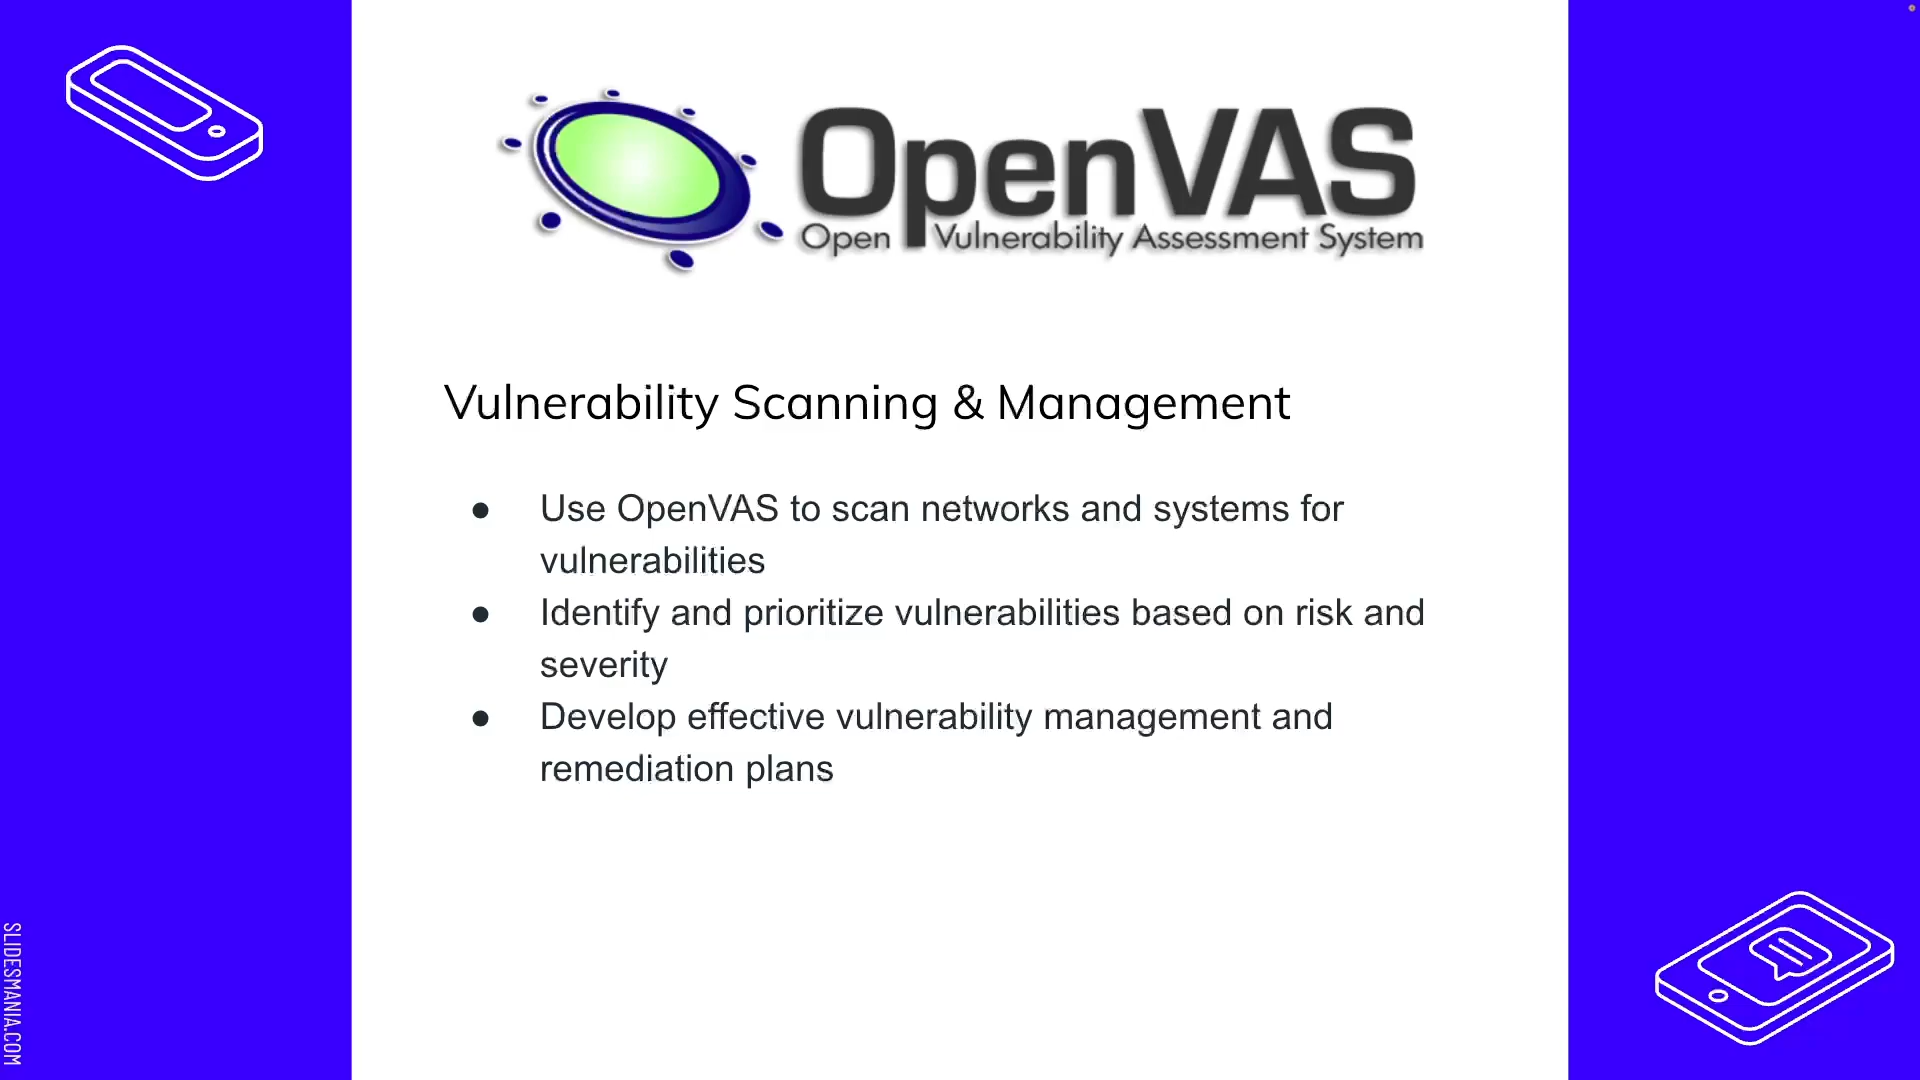 OpenVAS
Open Vulnerability Assessment System
Vulnerability Scanning & Management
● Use OpenVAS to scan networks and systems for
vulnerabilities
● Identify and prioritize vulnerabilities based on risk and
severity
● Develop effective vulnerability management and
remediation plans
SLIDESMANIA.COM